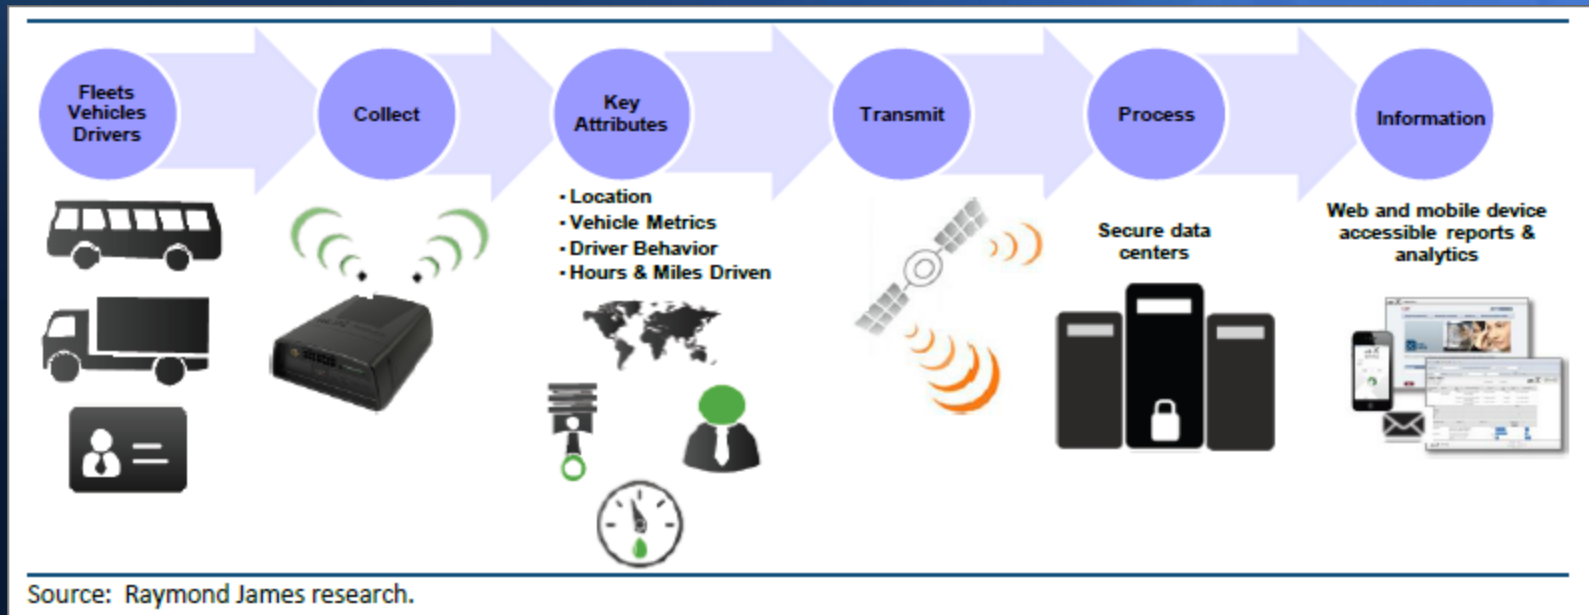 Fleets
Vehicles
Drivers
Collect
Key
Attributes
Transmit
Process
Information
• Location
• Vehicle Metrics
• Driver Behavior
• Hours & Miles Driven
Secure data
centers
Web and mobile device
accessible reports &
analytics
Source: Raymond James research.